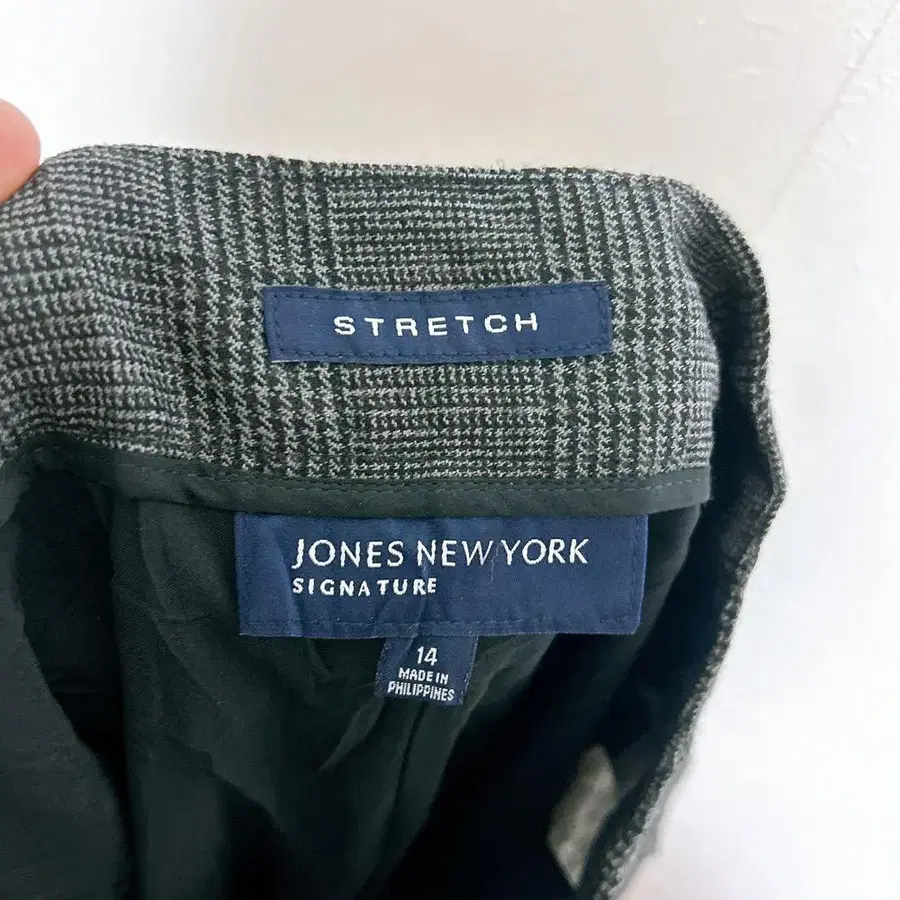 STRETCH
JONES NEW YORK
SIGNATURE
14
MADE IN
PHILIPPINES